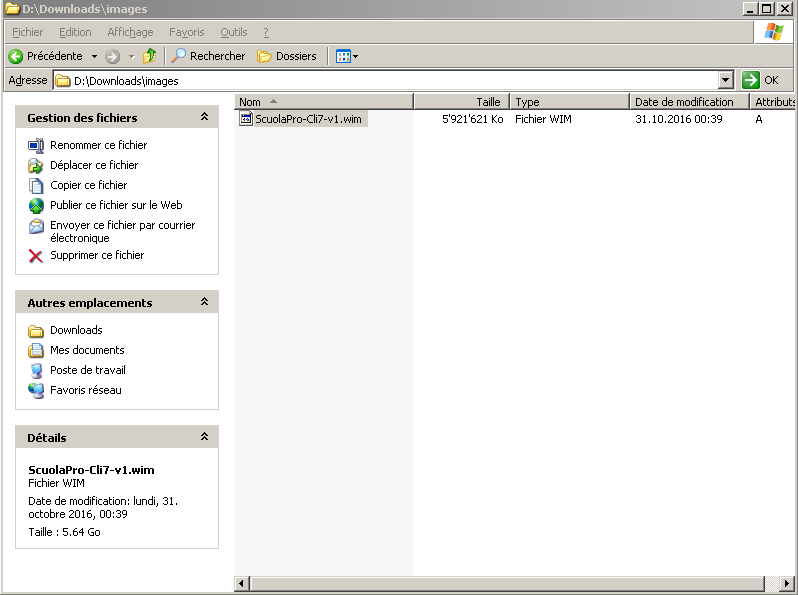 D:\Downloads\images
Fichier Edition Affichage Favoris Outils ?
Précédente Rechercher Dossiers
Adresse D:\Downloads\images OK
Gestion des fichiers
Renommer ce fichier
Déplacer ce fichier
Copier ce fichier
Publier ce fichier sur le Web
Envoyer ce fichier par courrier
électronique
Supprimer ce fichier
Autres emplacements
Downloads
Mes documents
Poste de travail
Favoris réseau
Détails
ScuolaPro-Cli7-v1.wim
Fichier WIM
Date de modification: lundi, 31.
octobre 2016, 00:39
Taille : 5.64 Go
Nom Taille Type Date de modification Attributs
ScuolaPro-Cli7-v1.wim 5'921'621 Ko Fichier WIM 31.10.2016 00:39 A